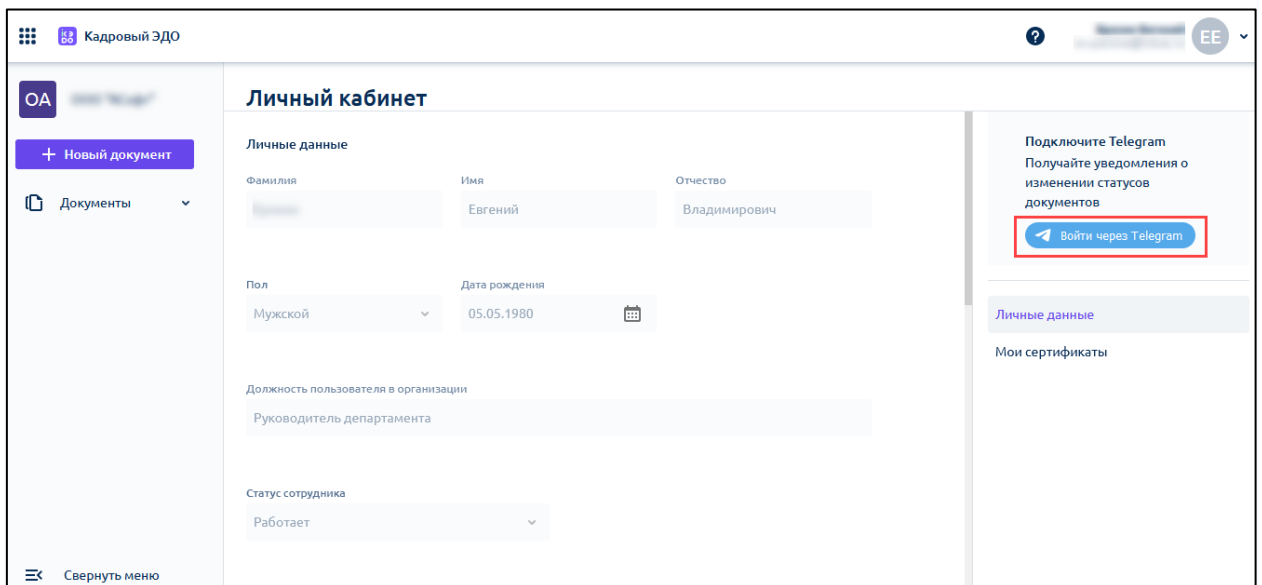 Кадровый ЭДО
EE
OA
Личный кабинет
Новый документ
Документы
Личные данные
Фамилия
Имя
Отчество
Евгений
Владимирович
Пол
Дата рождения
Мужской
05.05.1980
Должность пользователя в организации
Руководитель департамента
Статус сотрудника
Работает
Свернуть меню
Подключите Telegram
Получайте уведомления о
изменении статусов
документов
Войти через Telegram
Личные данные
Мои сертификаты